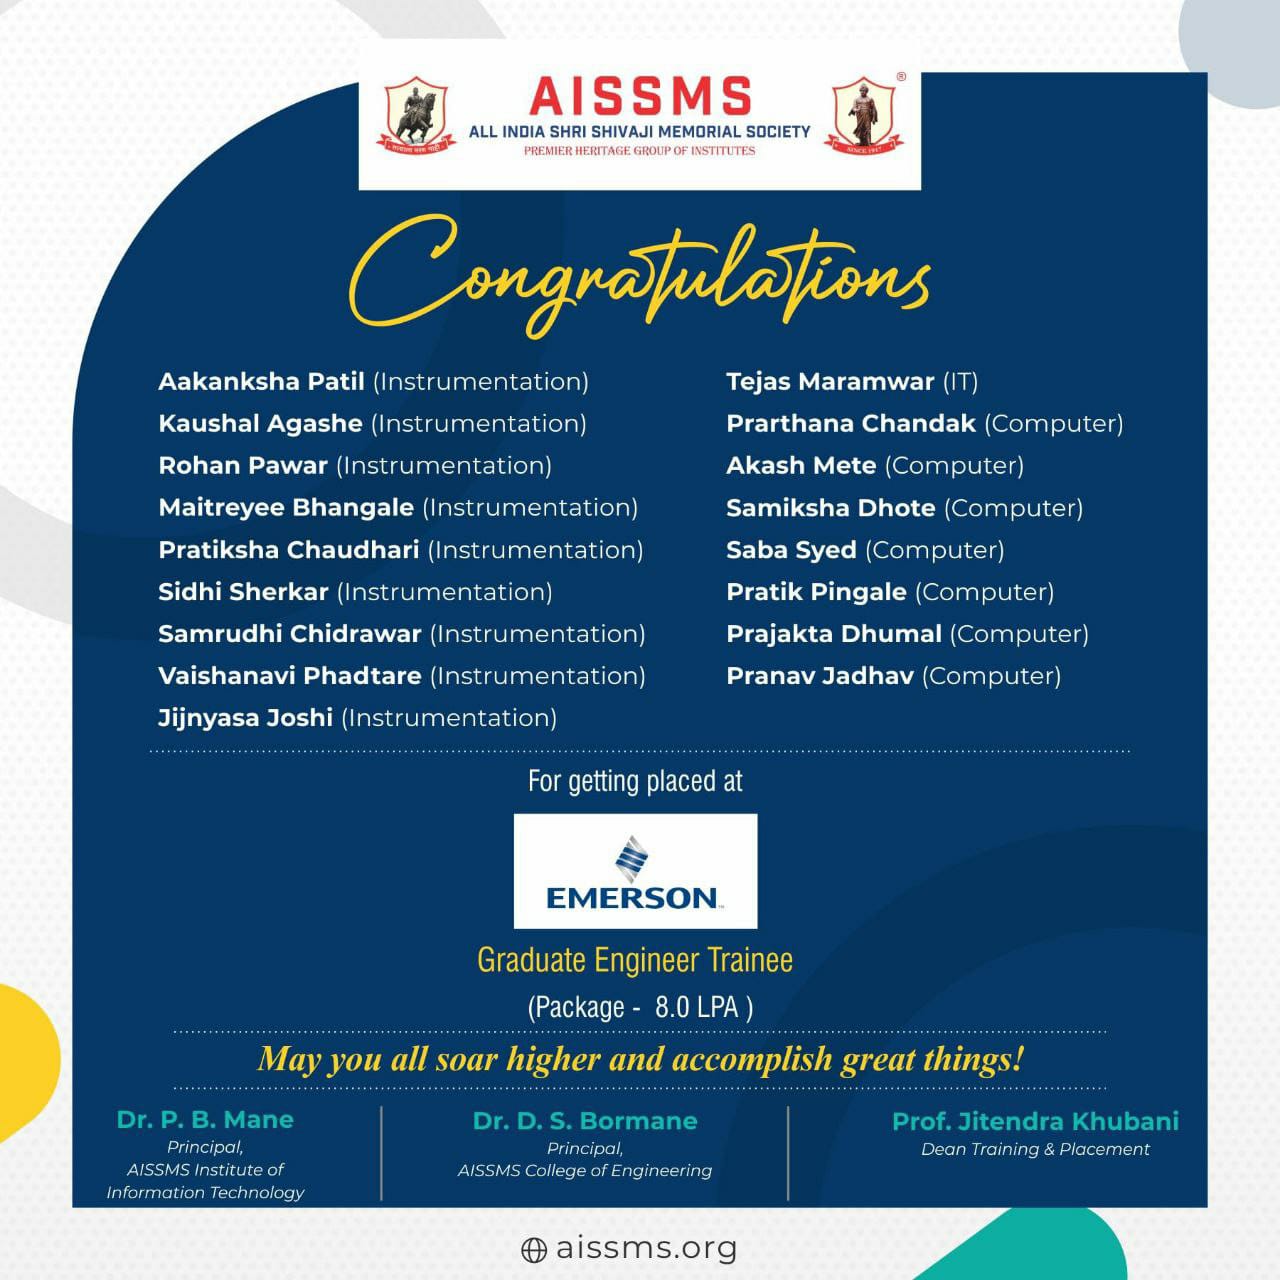 AISSMS
®
ALL INDIA SHRI SHIVAJI MEMORIAL SOCIETY
PREMIER HERITAGE GROUP OF INSTITUTES
SINCE 1917
Congratulations
Aakanksha Patil (Instrumentation)
Kaushal Agashe (Instrumentation)
Rohan Pawar (Instrumentation)
Maitreyee Bhangale (Instrumentation)
Pratiksha Chaudhari (Instrumentation)
Sidhi Sherkar (Instrumentation)
Samrudhi Chidrawar (Instrumentation)
Vaishanavi Phadtare (Instrumentation)
Jijnyasa Joshi (Instrumentation)
Tejas Maramwar (IT)
Prarthana Chandak (Computer)
Akash Mete (Computer)
Samiksha Dhote (Computer)
Saba Syed (Computer)
Pratik Pingale (Computer)
Prajakta Dhumal (Computer)
Pranav Jadhav (Computer)
For getting placed at
EMERSON™
Graduate Engineer Trainee
(Package - 8.0 LPA )
May you all soar higher and accomplish great things!
Dr. P. B. Mane
Principal,
AISSMS Institute of
Information Technology
Dr. D. S. Bormane
Principal,
AISSMS College of Engineering
Prof. Jitendra Khubani
Dean Training & Placement
aissms.org